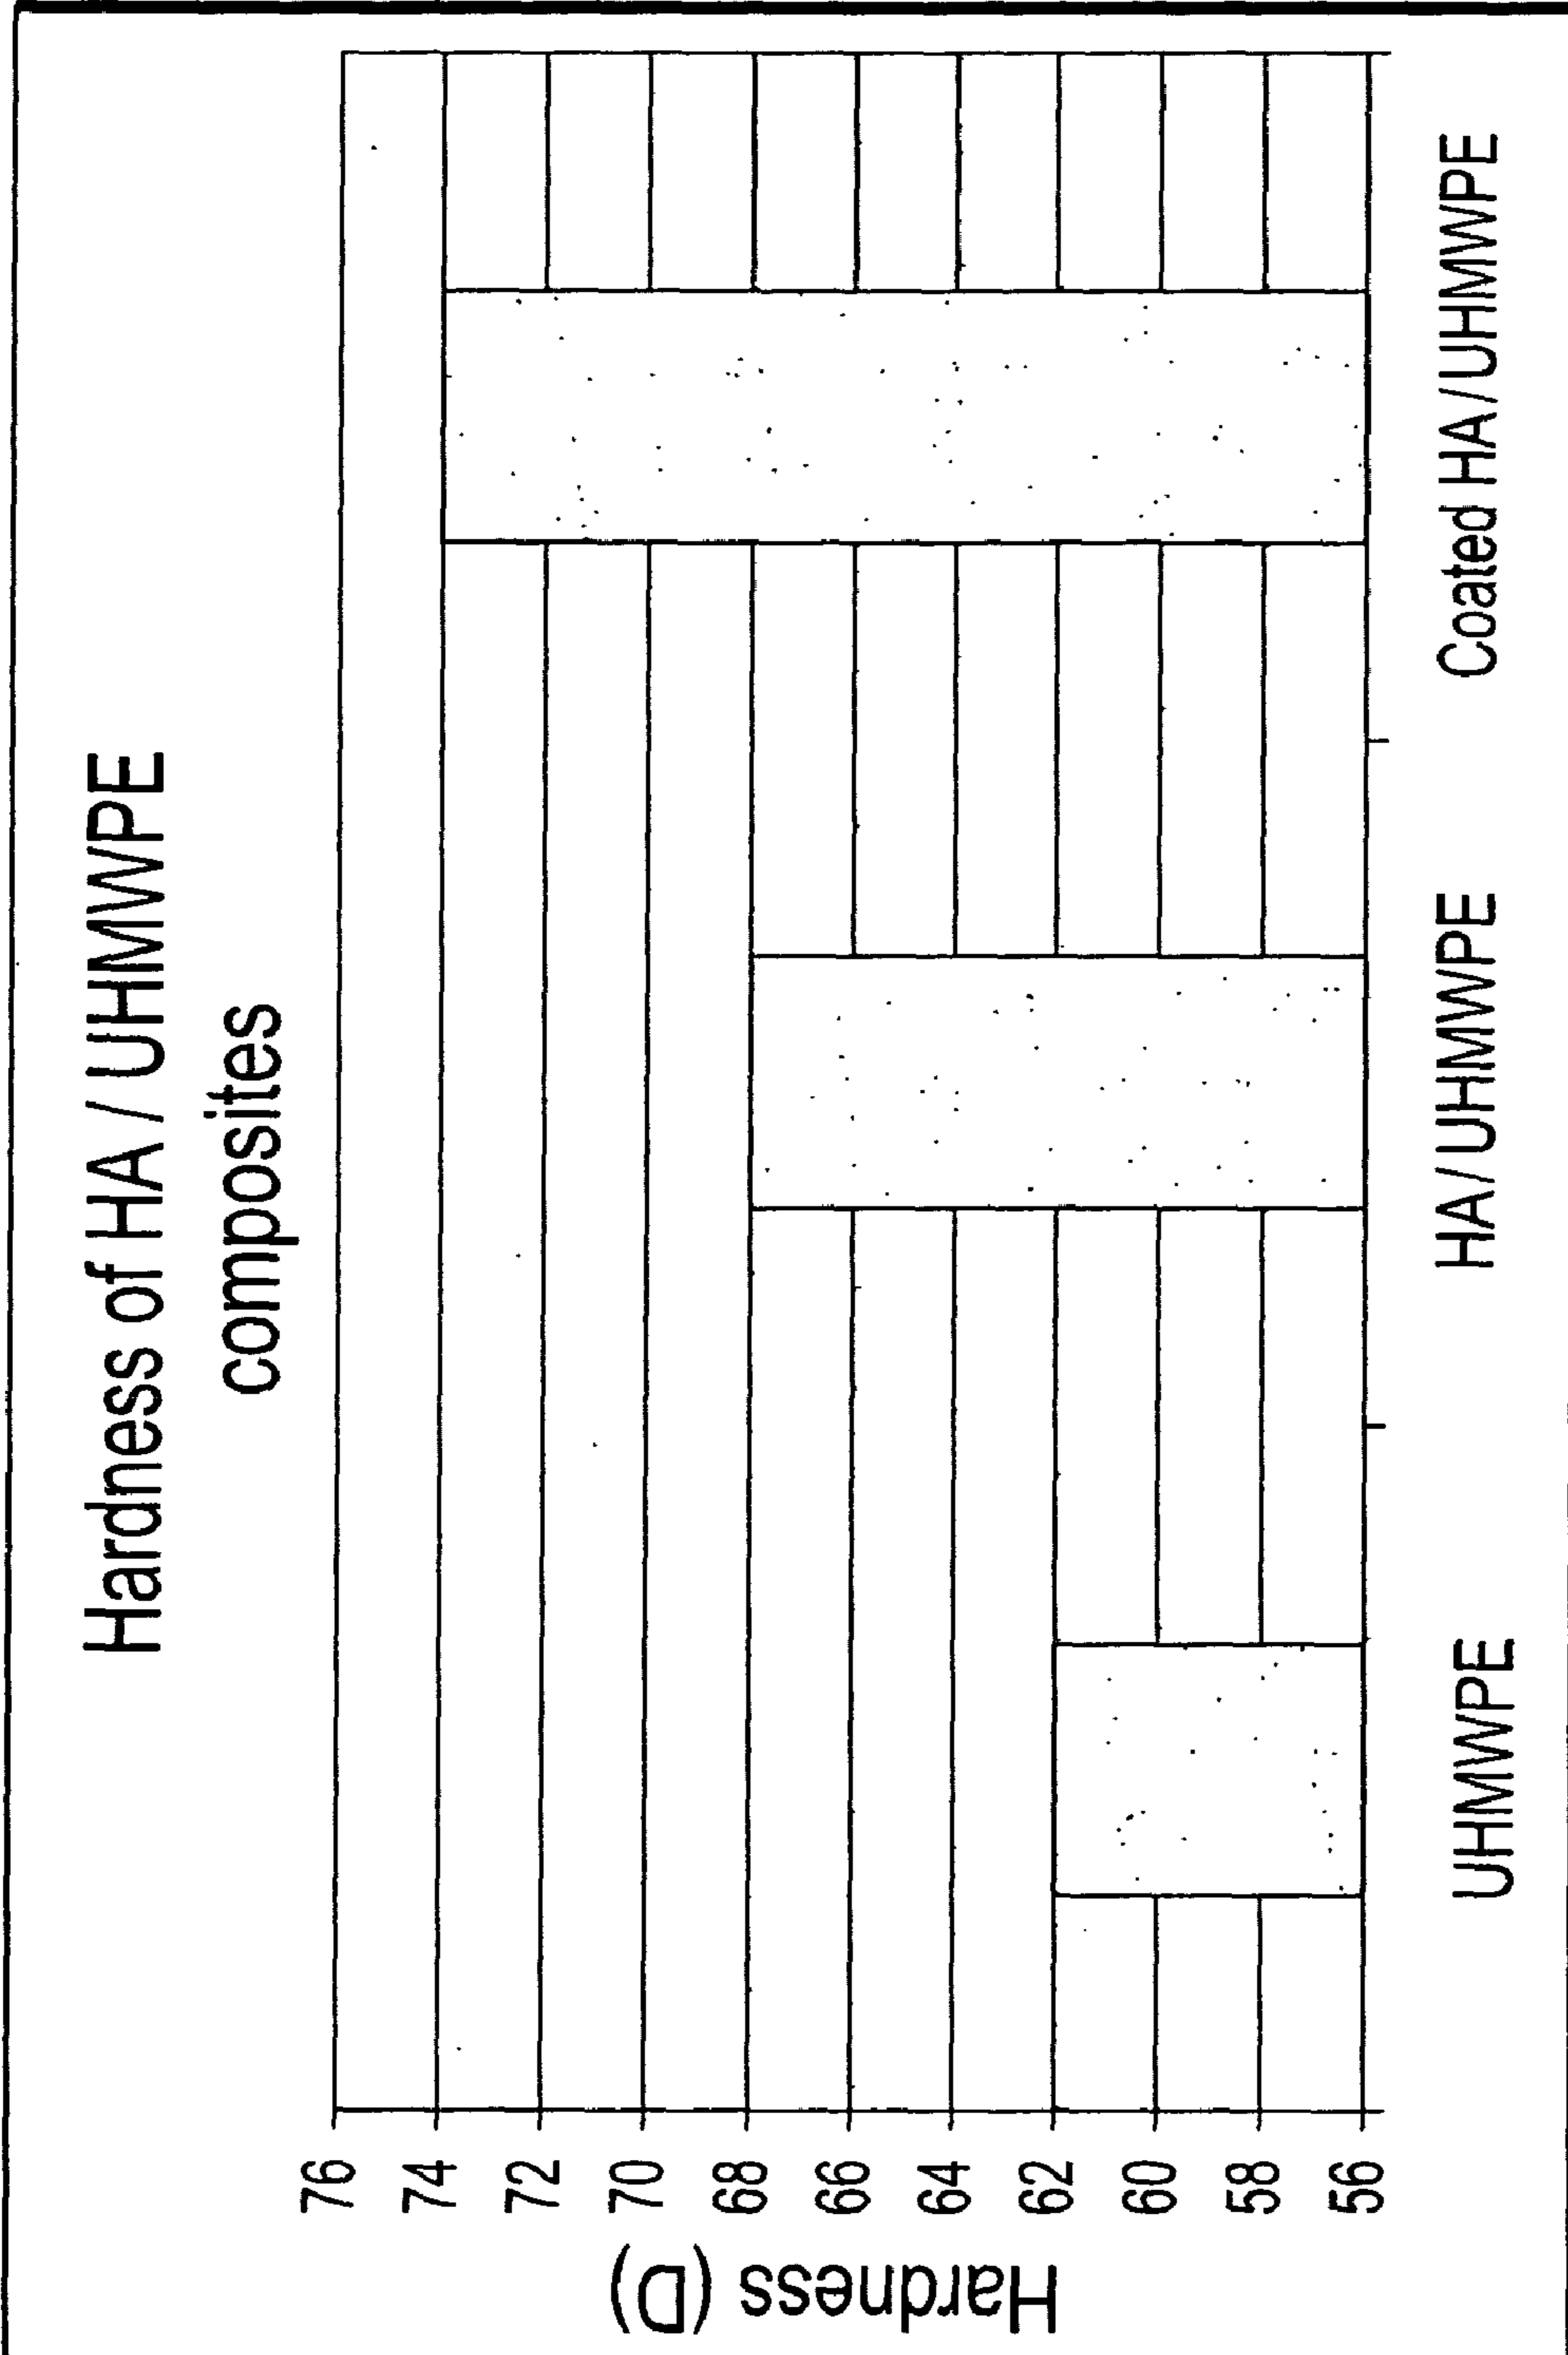 Hardness of HA / UHMWPE
composites
Hardness (D)
76
74
72
70
68
66
64
62
60
58
56
UHMWPE
HA / UHMWPE
Coated HA / UHMWPE